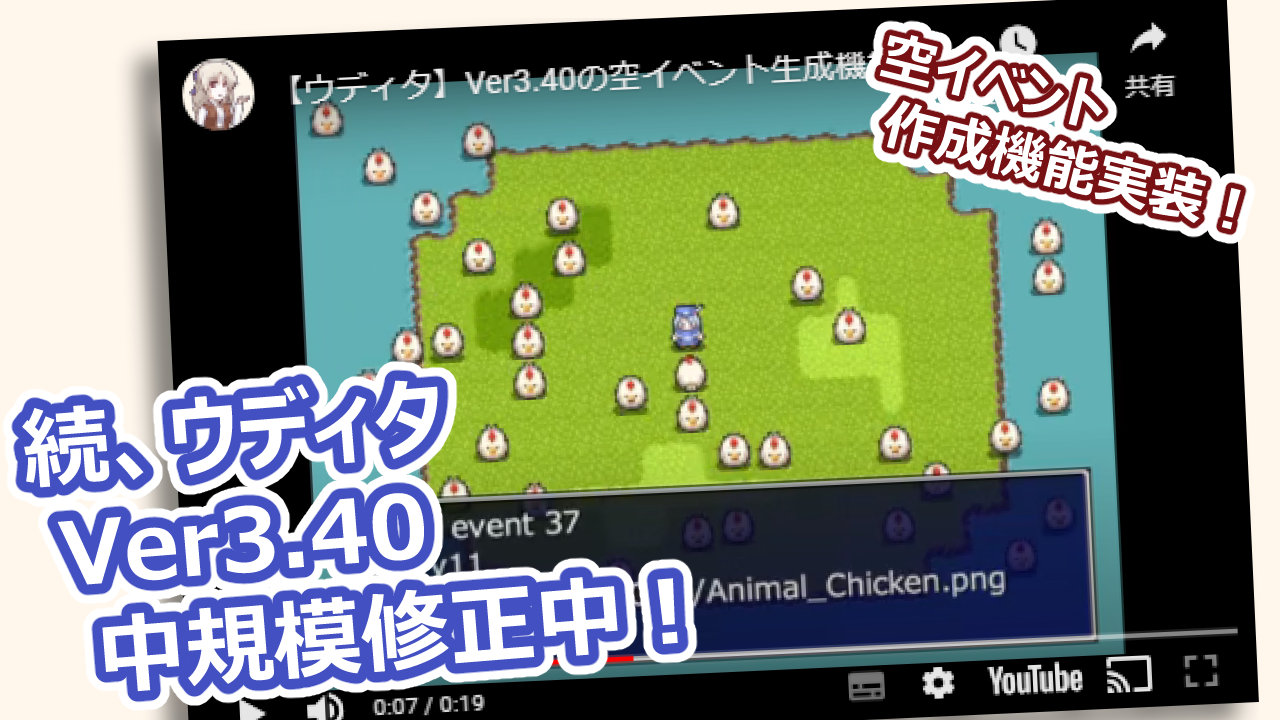 【ウディタ】Ver3.40の空イベント生成機
空イベント
作成機能実装！
共有
続、ウディタ
Ver3.40
中規模修正中！
event 37
/Animal_Chicken.png
0:07 / 0:19
YouTube